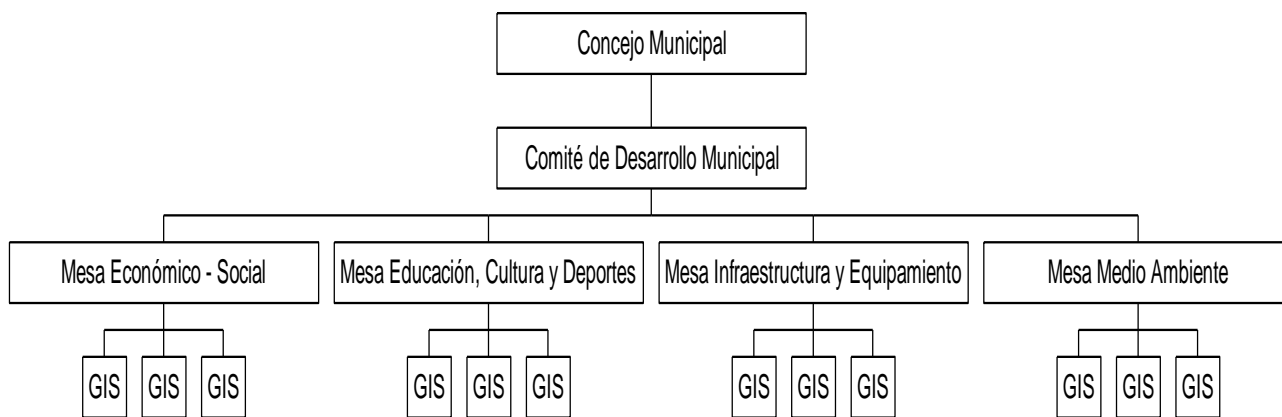 Concejo Municipal
Comité de Desarrollo Municipal
Mesa Económico - Social
Mesa Educación, Cultura y Deportes
Mesa Infraestructura y Equipamiento
Mesa Medio Ambiente
GIS
GIS
GIS
GIS
GIS
GIS
GIS
GIS
GIS
GIS
GIS
GIS